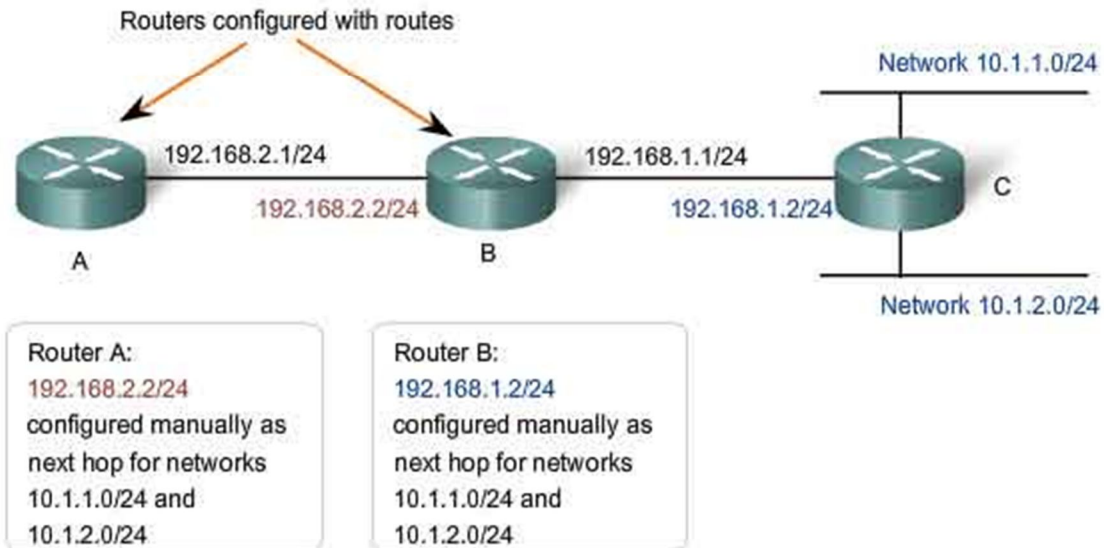 Routers configured with routes
Network 10.1.1.0/24
192.168.2.1/24
192.168.1.1/24
C
192.168.2.2/24
192.168.1.2/24
A
B
Network 10.1.2.0/24
Router A:
192.168.2.2/24
configured manually as
next hop for networks
10.1.1.0/24 and
10.1.2.0/24
Router B:
192.168.1.2/24
configured manually as
next hop for networks
10.1.1.0/24 and
10.1.2.0/24